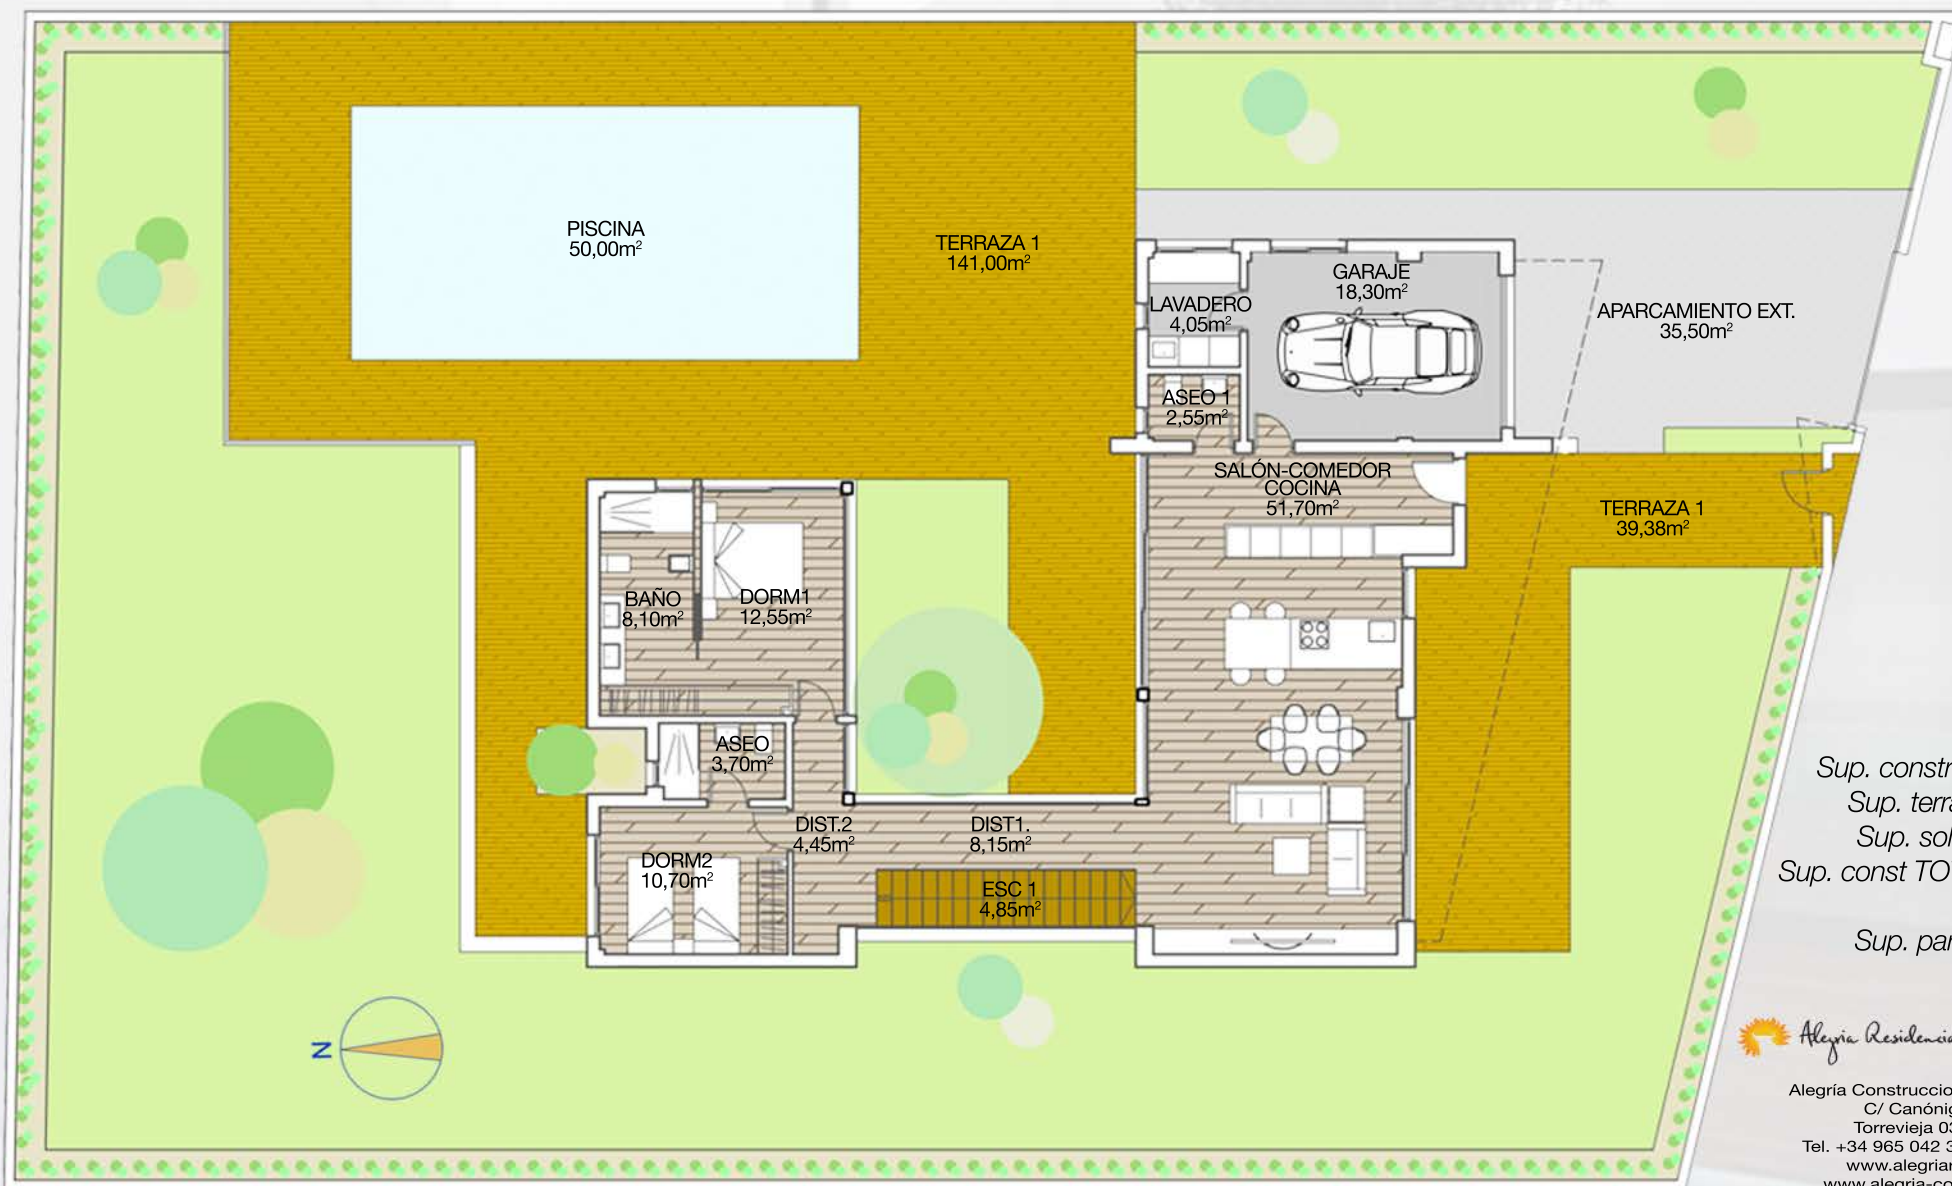 PISCINA
50,00m²
TERRAZA 1
141,00m²
GARAJE
18,30m²
LAVADERO
4,05m²
APARCAMIENTO EXT.
35,50m²
ASEO 1
2,55m²
SALÓN-COMEDOR
COCINA
51,70m²
TERRAZA 1
39,38m²
BAÑO
8,10m²
DORM1
12,55m²
ASEO
3,70m²
DIST.2
4,45m²
DIST1.
8,15m²
DORM2
10,70m²
ESC 1
4,85m²
N
Sup. constr
Sup. terra
Sup. sol
Sup. const TO
Sup. par
Alegria Residencia
Alegría Construccio
C/ Canónig
Torrevieja 03
Tel. +34 965 042 3
www.alegriar
www.alegria-co